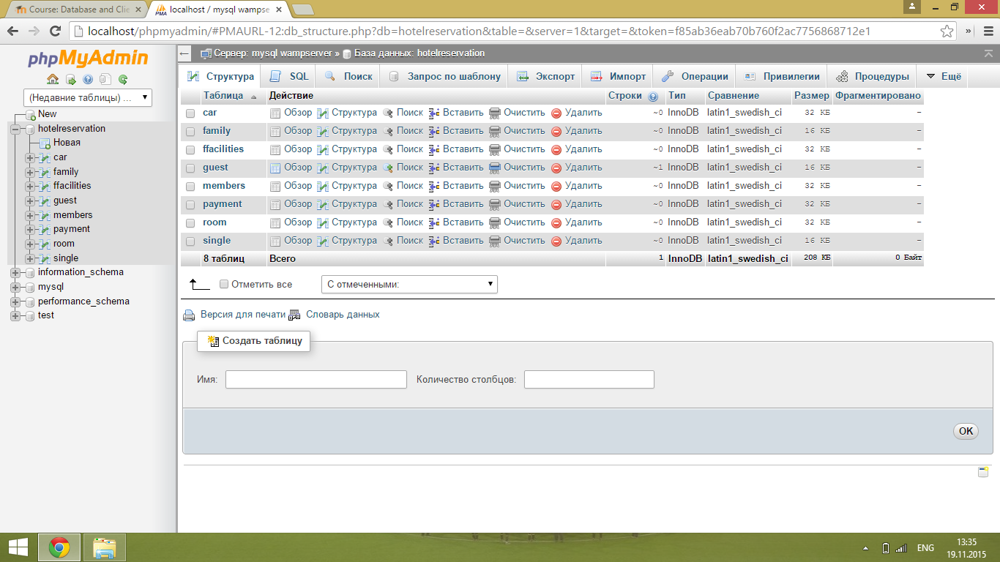 Course: Database and Clie
localhost / mysql wampse
localhost/phpmyadmin/#PMAURL-12:db_structure.php?db=hotelreservation&table=&server=1&target=&token=f85ab36eab70b760f2ac7756868712e1
phpMyAdmin
(Недавние таблицы) ...
New
hotelreservation
Новая
car
family
ffacilities
guest
members
payment
room
single
information_schema
mysql
performance_schema
test
Сервер: mysql wampserver » База данных: hotelreservation
Структура SQL Поиск Запрос по шаблону Экспорт Импорт Операции Привилегии Процедуры Ещё
Таблица Действие Строки Тип Сравнение Размер Фрагментировано
car Обзор Структура Поиск Вставить Очистить Удалить ~0 InnoDB latin1_swedish_ci 32 КБ -
family Обзор Структура Поиск Вставить Очистить Удалить ~0 InnoDB latin1_swedish_ci 16 КБ -
ffacilities Обзор Структура Поиск Вставить Очистить Удалить ~0 InnoDB latin1_swedish_ci 32 КБ -
guest Обзор Структура Поиск Вставить Очистить Удалить ~1 InnoDB latin1_swedish_ci 16 КБ -
members Обзор Структура Поиск Вставить Очистить Удалить ~0 InnoDB latin1_swedish_ci 32 КБ -
payment Обзор Структура Поиск Вставить Очистить Удалить ~0 InnoDB latin1_swedish_ci 32 КБ -
room Обзор Структура Поиск Вставить Очистить Удалить ~0 InnoDB latin1_swedish_ci 32 КБ -
single Обзор Структура Поиск Вставить Очистить Удалить ~0 InnoDB latin1_swedish_ci 16 КБ -
8 таблиц Всего 1 InnoDB latin1_swedish_ci 208 КБ 0 Байт
Отметить все С отмеченными:
Версия для печати Словарь данных
Создать таблицу
Имя: Количество столбцов:
OK
ENG
13:35
19.11.2015